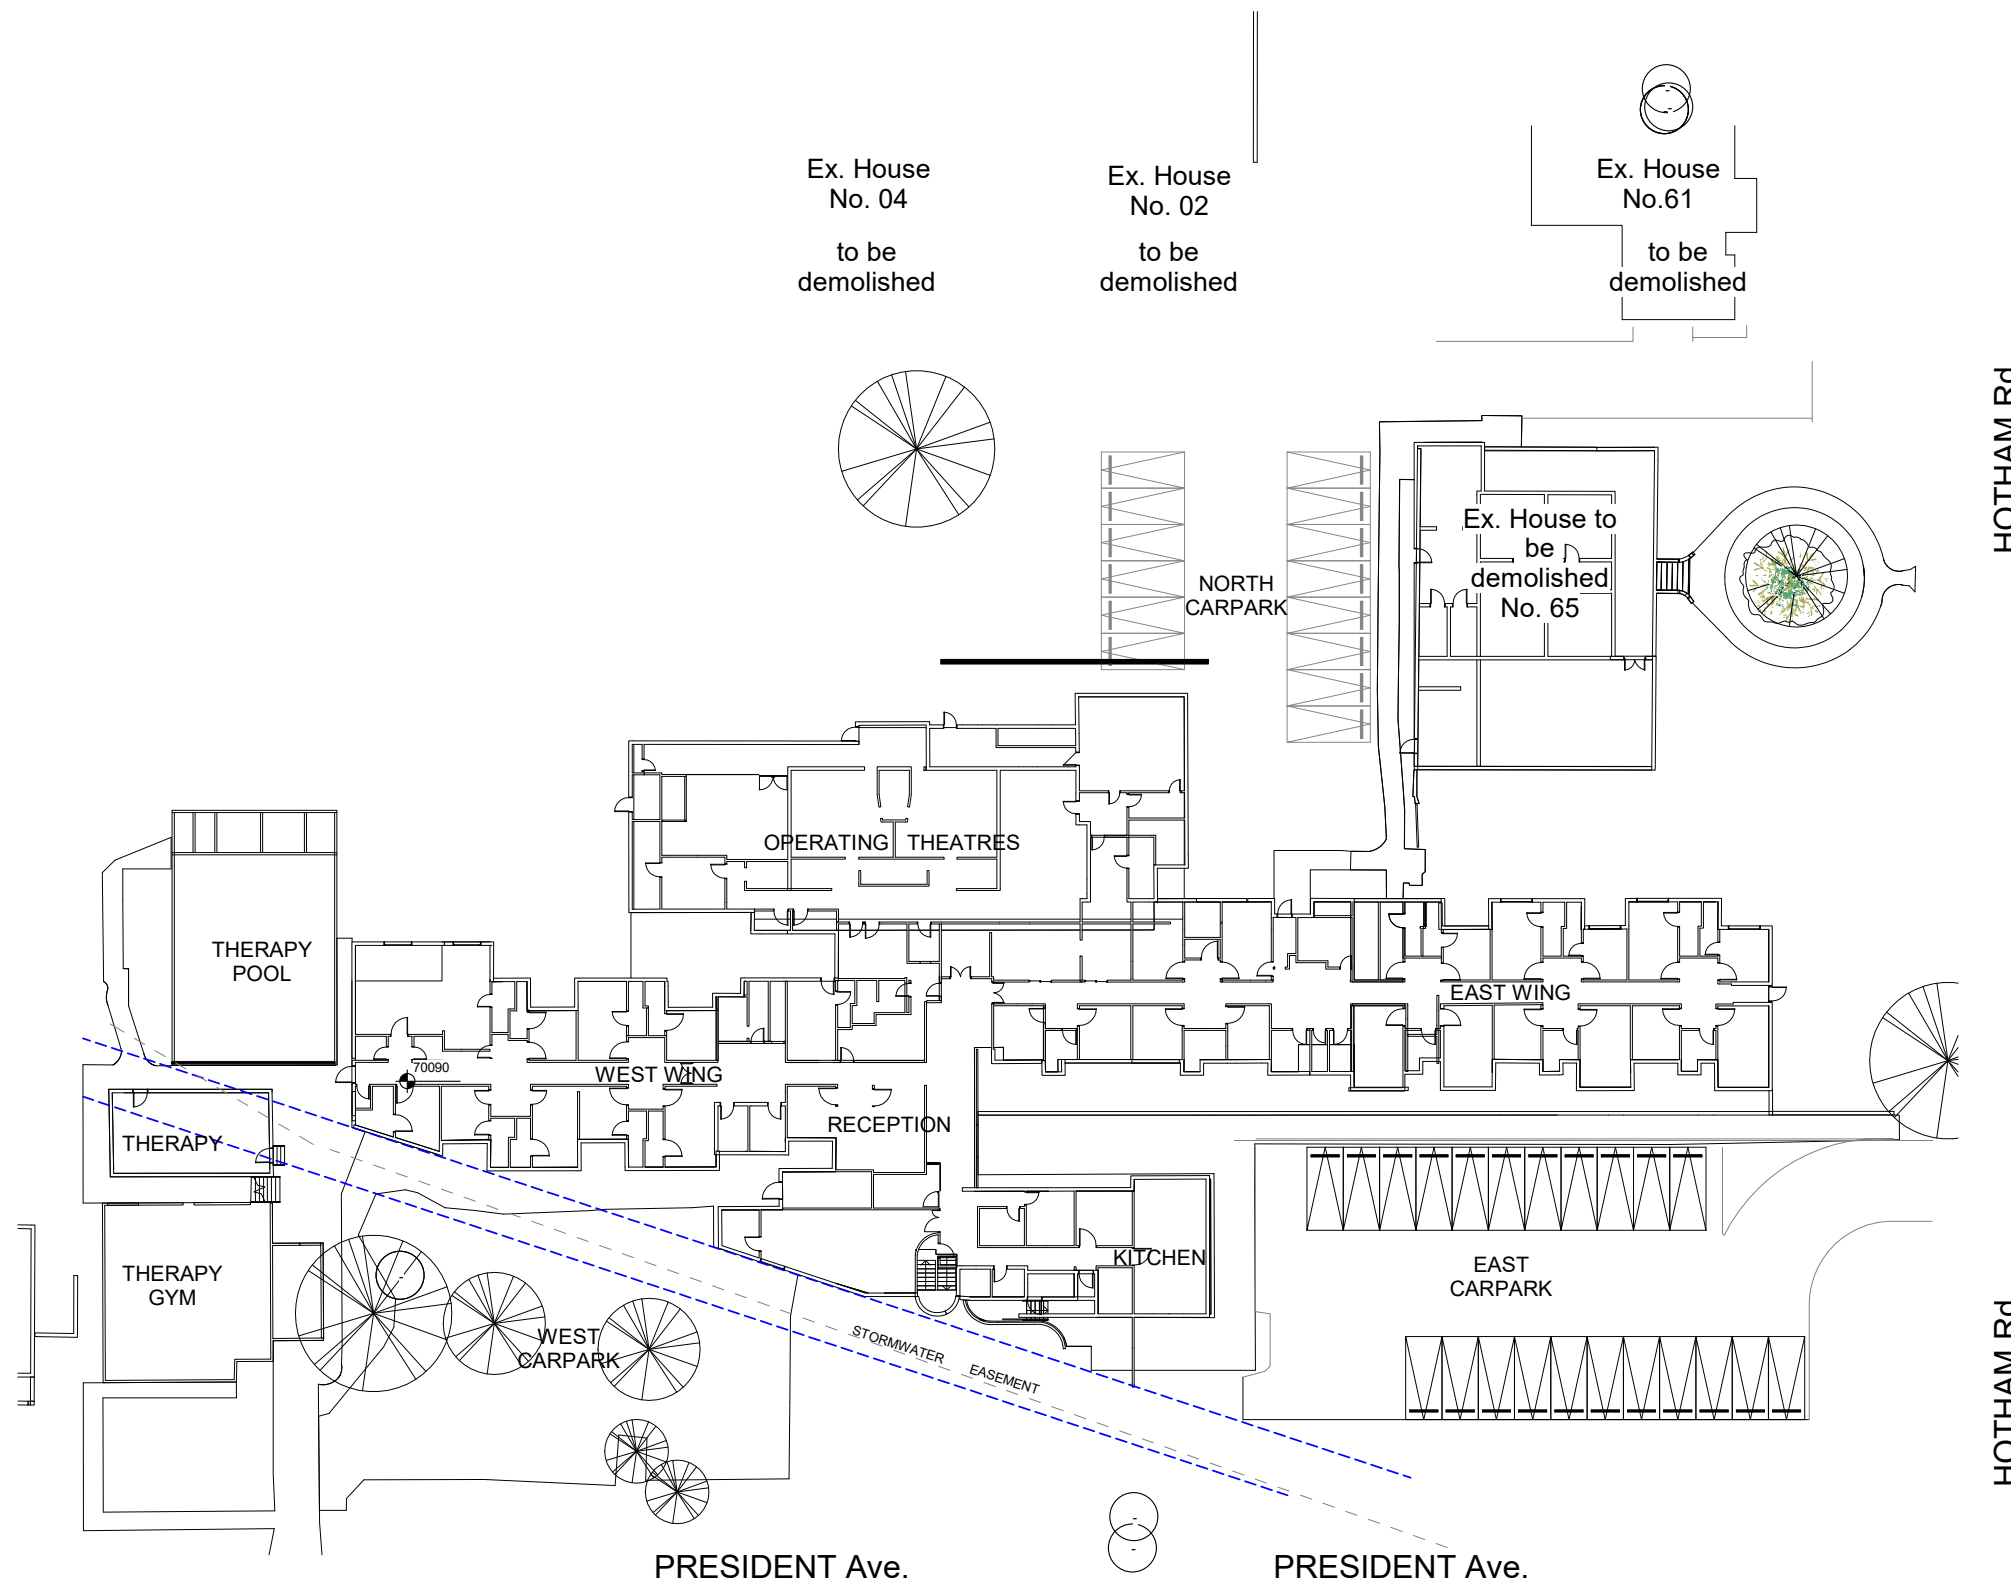 Ex. House
No. 04
to be
demolished
Ex. House
No. 02
to be
demolished
Ex. House
No.61
to be
demolished
HOTHAM Rd
Ex. House to
be
demolished
No. 65
NORTH
CARPARK
OPERATING THEATRES
THERAPY
POOL
EAST WING
70090
WEST WING
RECEPTION
THERAPY
THERAPY
GYM
KITCHEN
EAST
CARPARK
WEST
CARPARK
STORMWATER EASEMENT
HOTHAM Rd
PRESIDENT Ave.
PRESIDENT Ave.